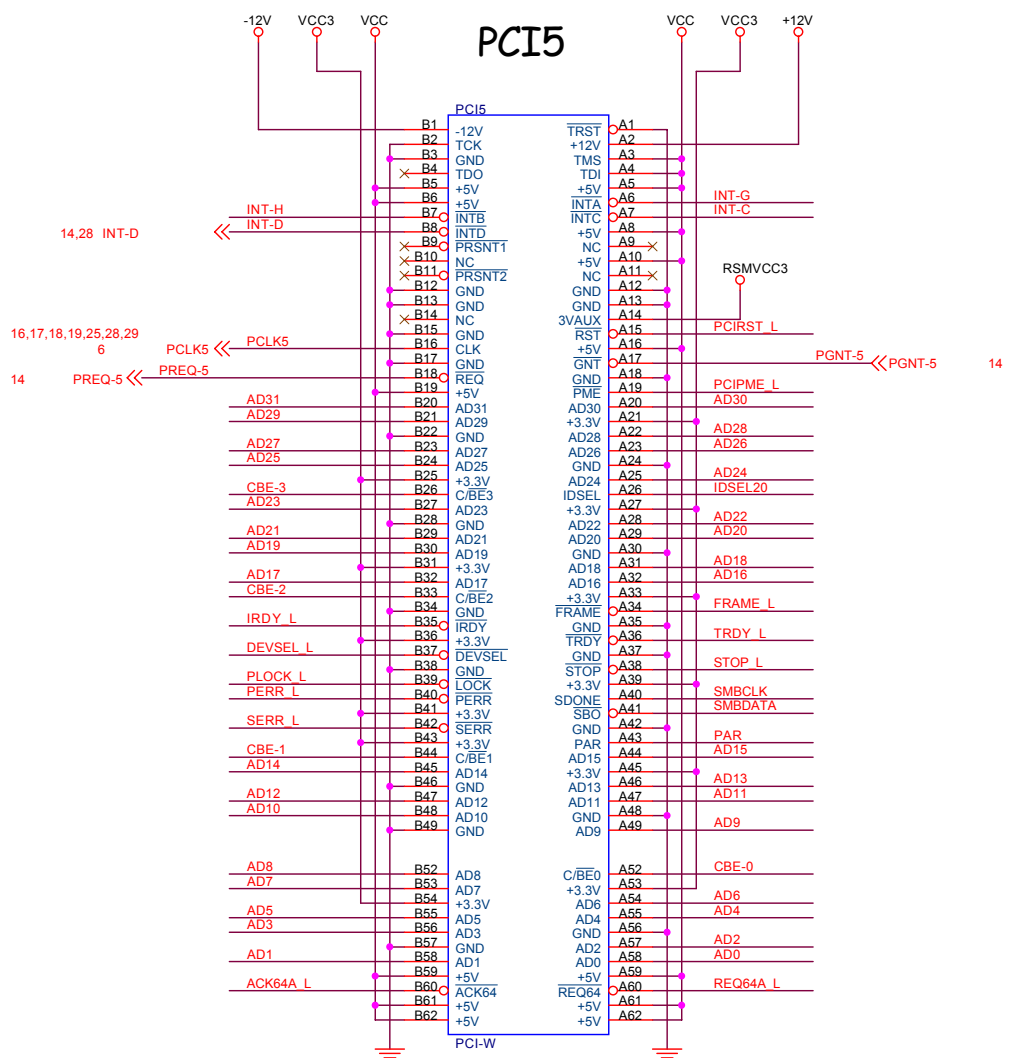 -12V VCC3 VCC PCI5 VCC VCC3 +12V
PCI5
B1 -12V TRST A1
B2 TCK +12V A2
B3 GND TMS A3
B4 TDO TDI A4
B5 +5V +5V A5
B6 +5V INTA A6 INT-G
INT-H B7 INTB INTC A7 INT-C
14,28 INT-D INT-D B8 INTD +5V A8
B9 PRSNT1 NC A9
B10 NC +5V A10
B11 PRSNT2 NC A11 RSMVCC3
B12 GND GND A12
B13 GND GND A13
B14 NC 3VAUX A14
16,17,18,19,25,28,29 B15 GND RST A15 PCIRST_L
6 PCLK5 PCLK5 B16 CLK +5V A16
B17 GND GNT A17 PGNT-5 PGNT-5 14
14 PREQ-5 PREQ-5 B18 REQ GND A18
B19 +5V PME A19 PCIPME_L
AD31 B20 AD31 AD30 A20 AD30
AD29 B21 AD29 +3.3V A21
B22 GND AD28 A22 AD28
AD27 B23 AD27 AD26 A23 AD26
AD25 B24 AD25 GND A24
B25 +3.3V AD24 A25 AD24
CBE-3 B26 C/BE3 IDSEL A26 IDSEL20
AD23 B27 AD23 +3.3V A27
B28 GND AD22 A28 AD22
AD21 B29 AD21 AD20 A29 AD20
AD19 B30 AD19 GND A30
B31 +3.3V AD18 A31 AD18
AD17 B32 AD17 AD16 A32 AD16
CBE-2 B33 C/BE2 +3.3V A33
B34 GND FRAME A34 FRAME_L
IRDY_L B35 IRDY GND A35
B36 +3.3V TRDY A36 TRDY_L
DEVSEL_L B37 DEVSEL GND A37
B38 GND STOP A38 STOP_L
PLOCK_L B39 LOCK +3.3V A39
PERR_L B40 PERR SDONE A40 SMBCLK
B41 +3.3V SBO A41 SMBDATA
SERR_L B42 SERR GND A42
B43 +3.3V PAR A43 PAR
CBE-1 B44 C/BE1 AD15 A44 AD15
AD14 B45 AD14 +3.3V A45
B46 GND AD13 A46 AD13
AD12 B47 AD12 AD11 A47 AD11
AD10 B48 AD10 GND A48
B49 GND AD9 A49 AD9
AD8 B52 AD8 C/BE0 A52 CBE-0
AD7 B53 AD7 +3.3V A53
B54 +3.3V AD6 A54 AD6
AD5 B55 AD5 AD4 A55 AD4
AD3 B56 AD3 GND A56
B57 GND AD2 A57 AD2
AD1 B58 AD1 AD0 A58 AD0
B59 +5V +5V A59
ACK64A_L B60 ACK64 REQ64 A60 REQ64A_L
B61 +5V +5V A61
B62 +5V +5V A62
PCI-W